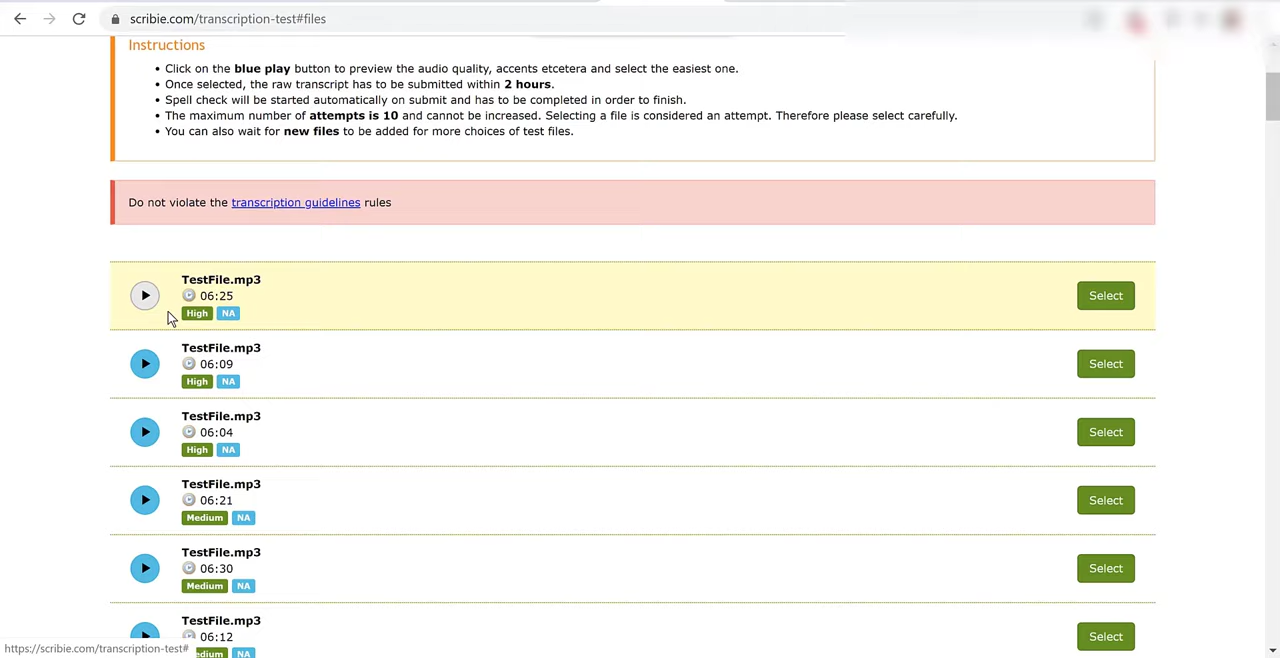 scribie.com/transcription-test#files
Instructions
• Click on the blue play button to preview the audio quality, accents etcetera and select the easiest one.
• Once selected, the raw transcript has to be submitted within 2 hours.
• Spell check will be started automatically on submit and has to be completed in order to finish.
• The maximum number of attempts is 10 and cannot be increased. Selecting a file is considered an attempt. Therefore please select carefully.
• You can also wait for new files to be added for more choices of test files.
Do not violate the transcription guidelines rules
TestFile.mp3
06:25 Select
High NA
TestFile.mp3
06:09 Select
High NA
TestFile.mp3
06:04 Select
High NA
TestFile.mp3
06:21 Select
Medium NA
TestFile.mp3
06:30 Select
Medium NA
TestFile.mp3
06:12 Select
https://scribie.com/transcription-test# edium NA